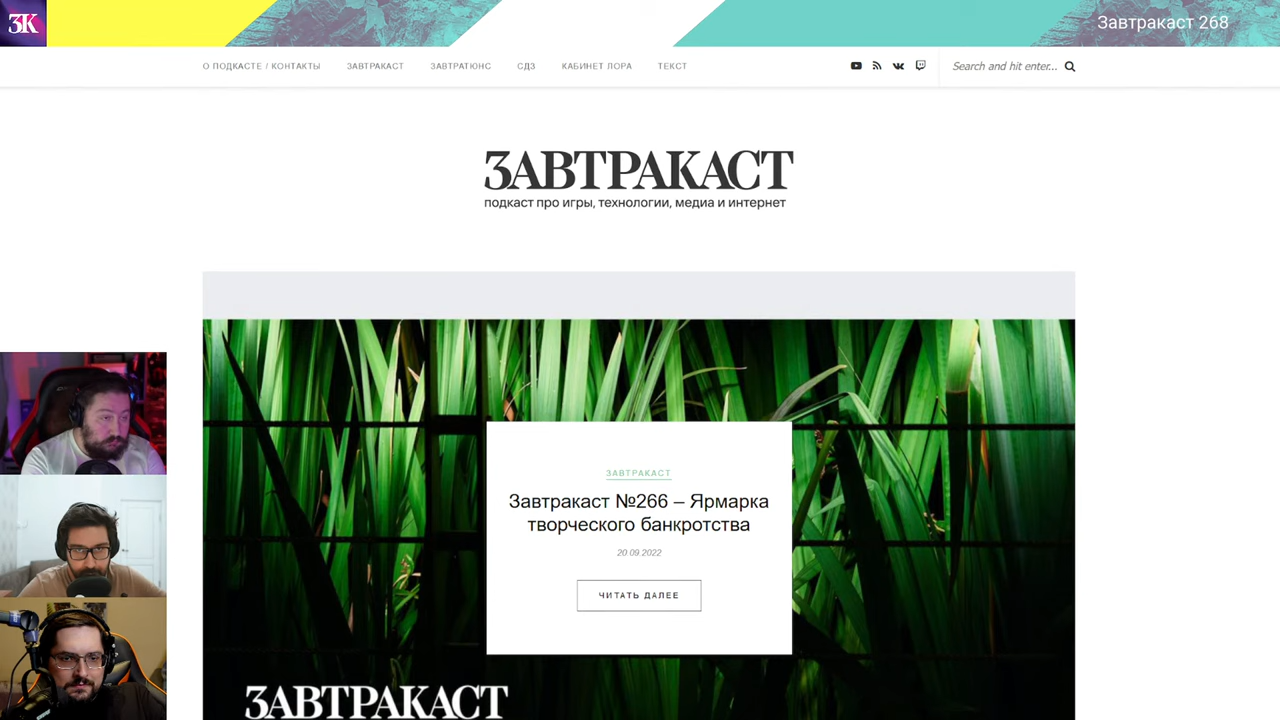 ЗК
Завтракаст 268
О ПОДКАСТЕ / КОНТАКТЫ
ЗАВТРАКАСТ
ЗАВТРАТЮНС
СДЗ
КАБИНЕТ ЛОРА
ТЕКСТ
Search and hit enter...
ЗАВТРАКАСТ
подкаст про игры, технологии, медиа и интернет
ЗАВТРАКАСТ
Завтракаст №266 – Ярмарка
творческого банкротства
20.09.2022
ЧИТАТЬ ДАЛЕЕ
ЗАВТРАКАСТ